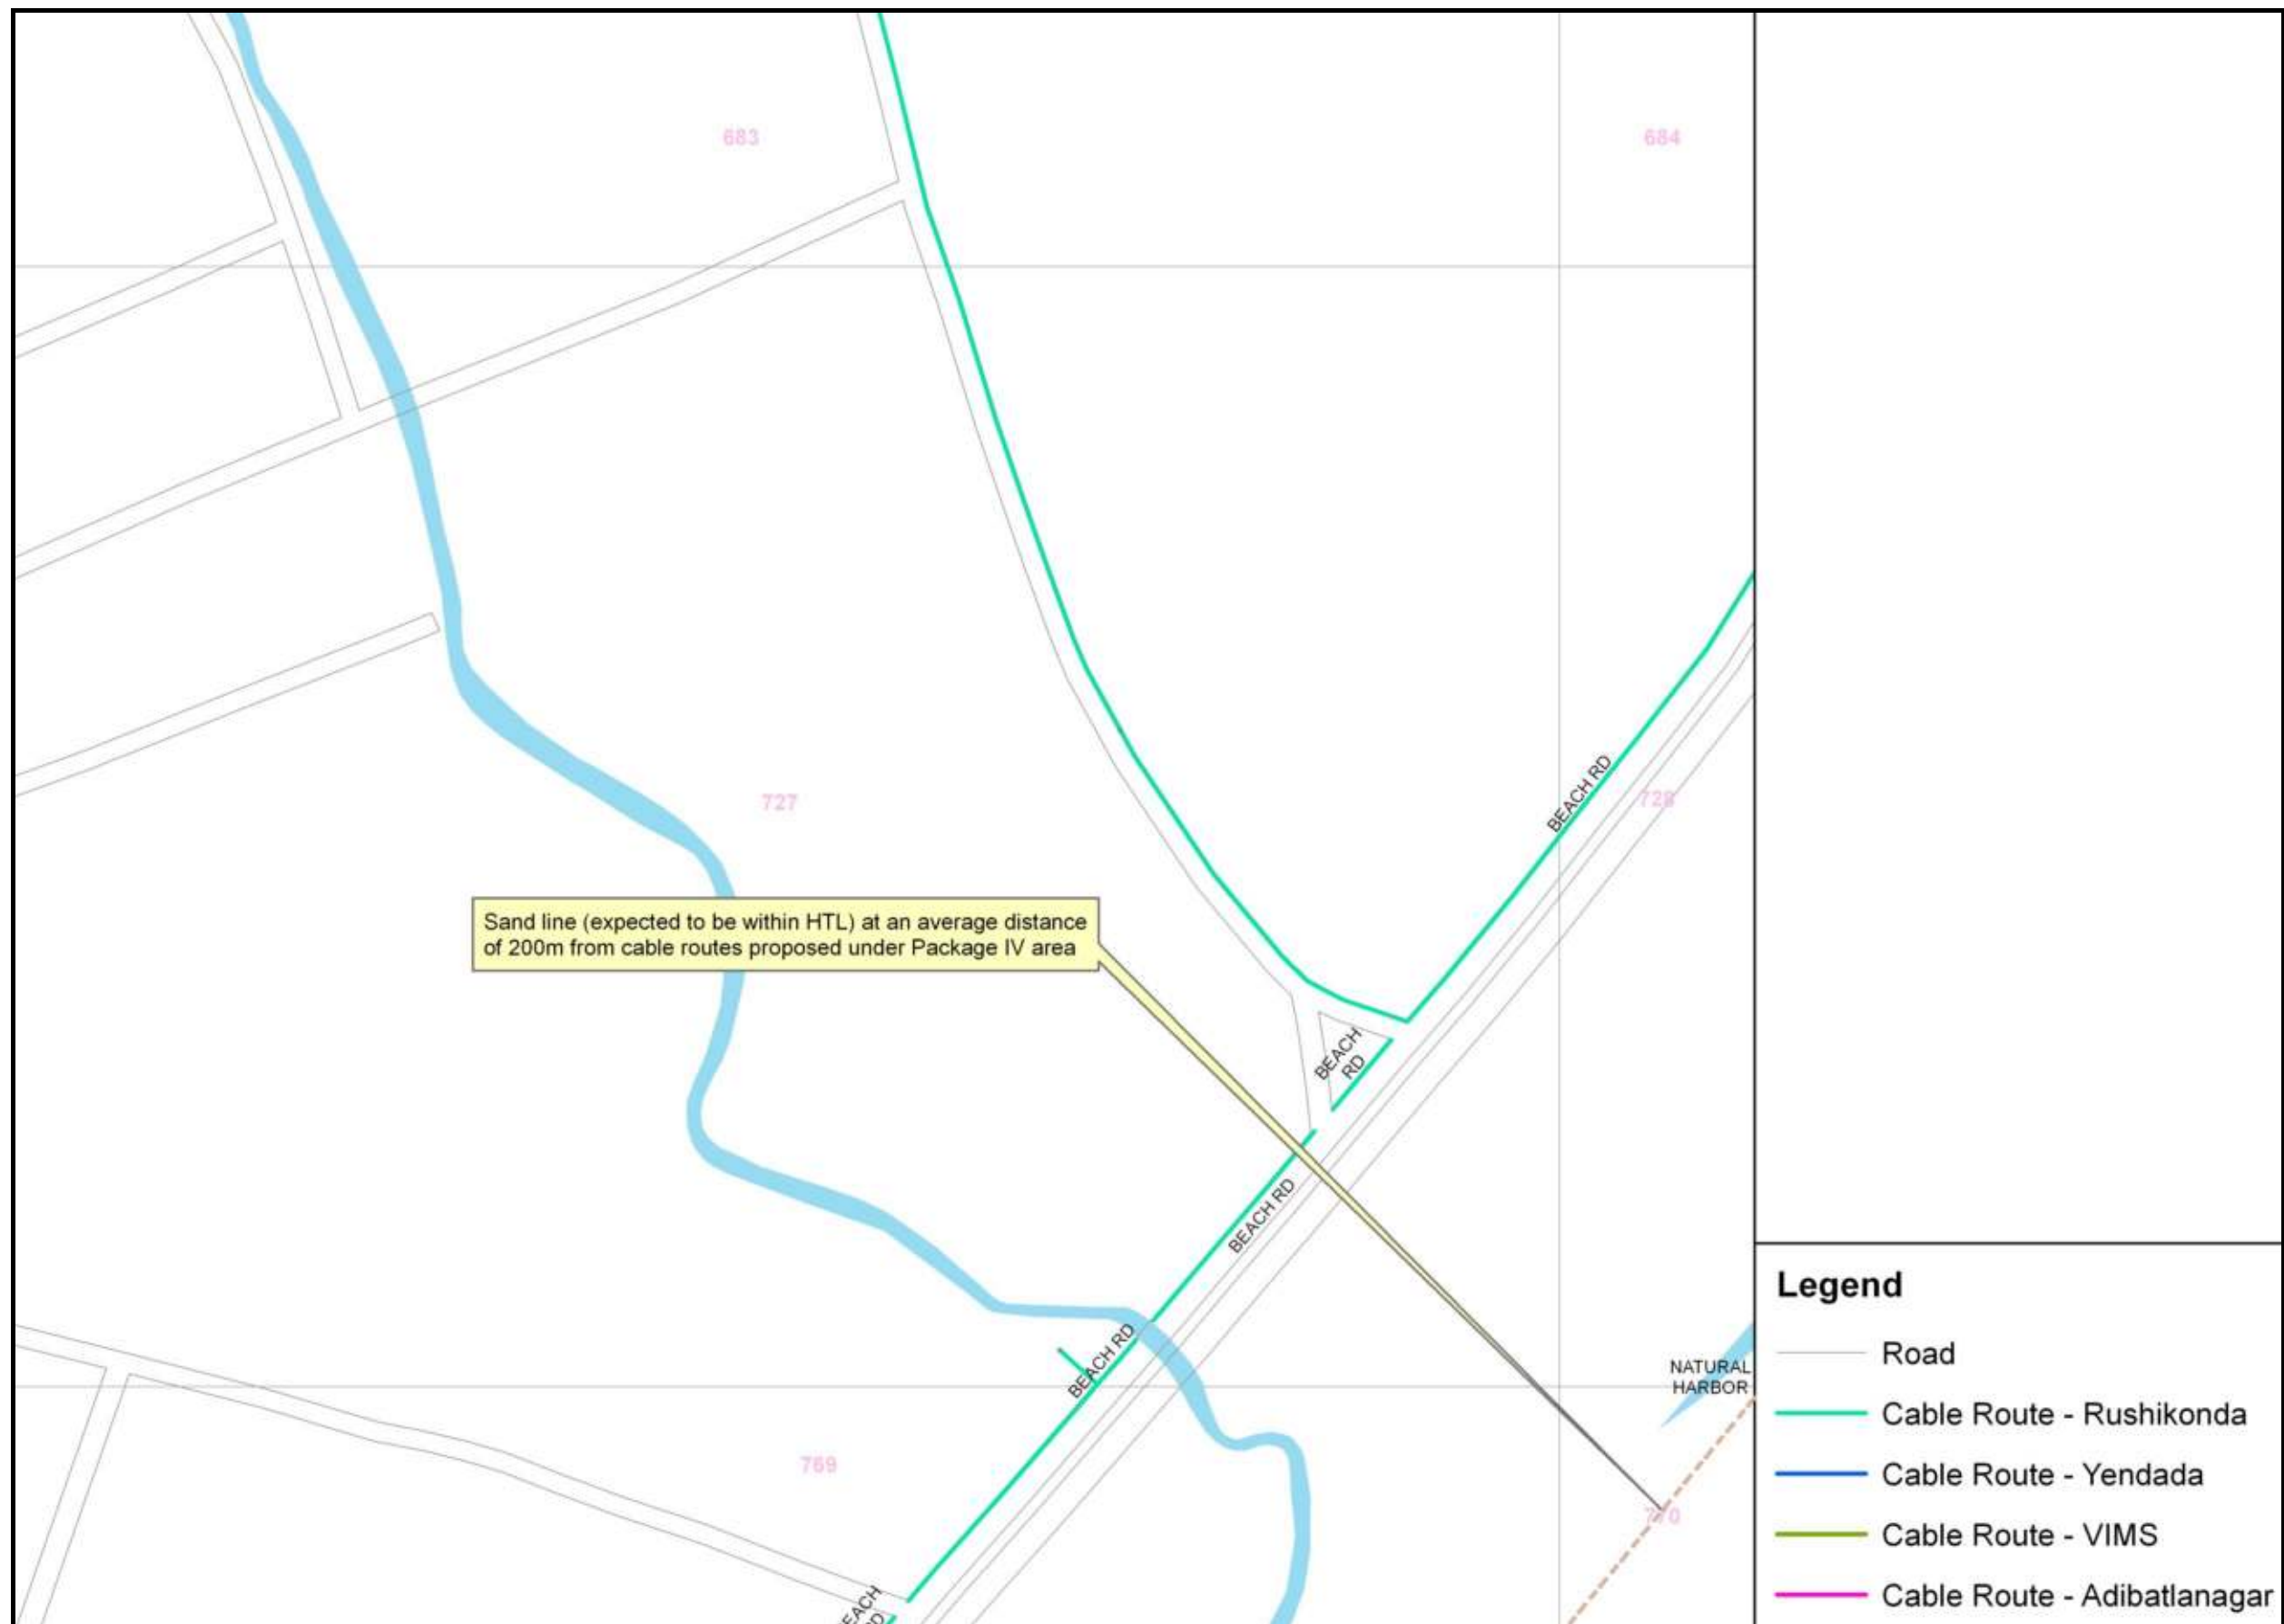 683
684
BEACH RD
727
728
Sand line (expected to be within HTL) at an average distance
of 200m from cable routes proposed under Package IV area
BEACH
RD
BEACH RD
BEACH RD
NATURAL
HARBOR
769
770
Legend
Road
Cable Route - Rushikonda
Cable Route - Yendada
Cable Route - VIMS
Cable Route - Adibatlanagar